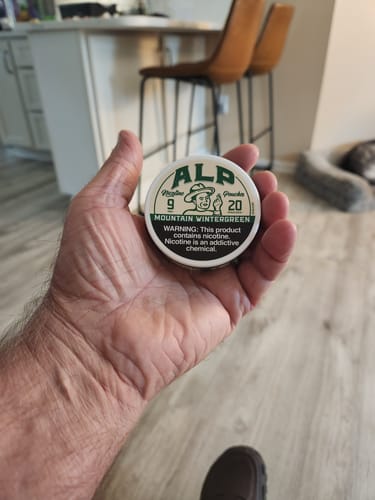 ALP
Nicotine Pouches
9 20
MOUNTAIN WINTERGREEN
WARNING: This product
contains nicotine.
Nicotine is an addictive
chemical.